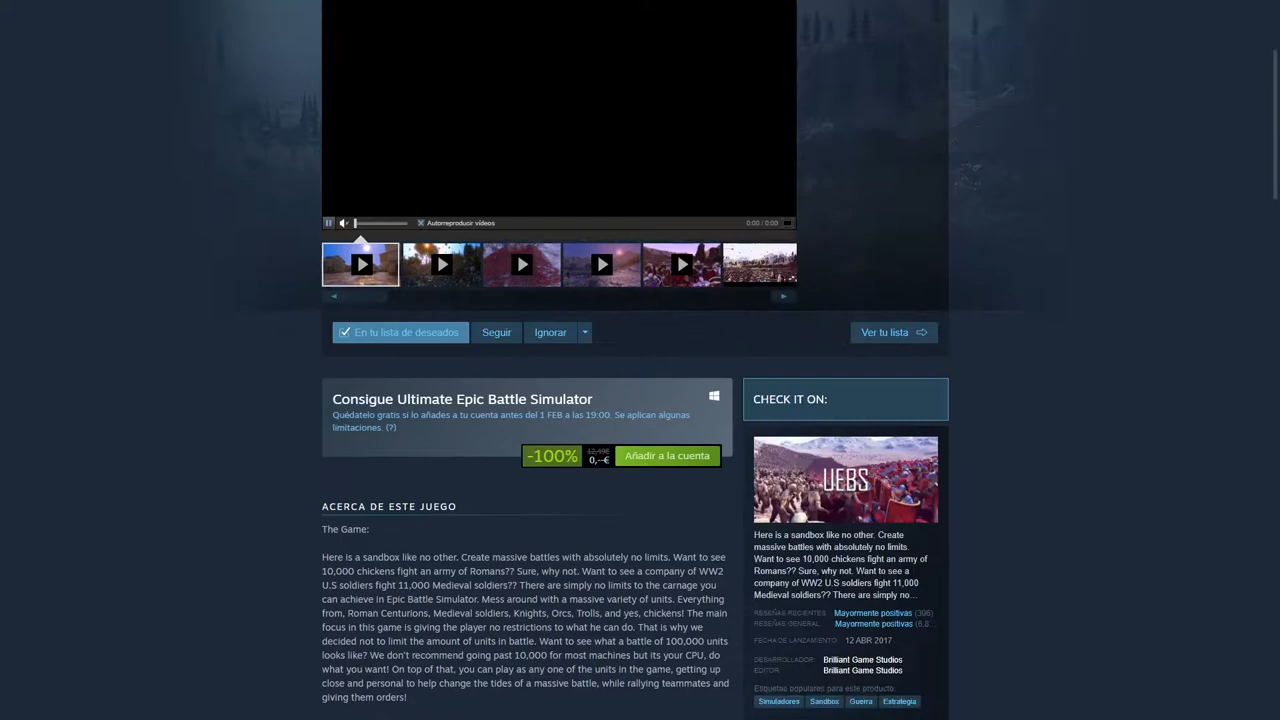 Autorreproducir vídeos
0:00 / 0:00
En tu lista de deseados
Seguir
Ignorar
Ver tu lista
Consigue Ultimate Epic Battle Simulator
Quédatelo gratis si lo añades a tu cuenta antes del 1 FEB a las 19:00. Se aplican algunas
limitaciones. (?)
-100%
12,49€
0,--€
Añadir a la cuenta
ACERCA DE ESTE JUEGO
The Game:
Here is a sandbox like no other. Create massive battles with absolutely no limits. Want to see
10,000 chickens fight an army of Romans?? Sure, why not. Want to see a company of WW2
U.S soldiers fight 11,000 Medieval soldiers?? There are simply no limits to the carnage you
can achieve in Epic Battle Simulator. Mess around with a massive variety of units. Everything
from, Roman Centurions, Medieval soldiers, Knights, Orcs, Trolls, and yes, chickens! The main
focus in this game is giving the player no restrictions to what he can do. That is why we
decided not to limit the amount of units in battle. Want to see what a battle of 100,000 units
looks like? We don't recommend going past 10,000 for most machines but its your CPU, do
what you want! On top of that, you can play as any one of the units in the game, getting up
close and personal to help change the tides of a massive battle, while rallying teammates and
giving them orders!
CHECK IT ON:
UEBS
Here is a sandbox like no other. Create
massive battles with absolutely no limits.
Want to see 10,000 chickens fight an army of
Romans?? Sure, why not. Want to see a
company of WW2 U.S soldiers fight 11,000
Medieval soldiers?? There are simply no...
RESEÑAS RECIENTES: Mayormente positivas (306)
RESEÑAS GENERAL: Mayormente positivas (6,8...
FECHA DE LANZAMIENTO: 12 ABR 2017
DESARROLLADOR: Brilliant Game Studios
EDITOR: Brilliant Game Studios
Etiquetas populares para este producto:
Simuladores
Sandbox
Guerra
Estrategia